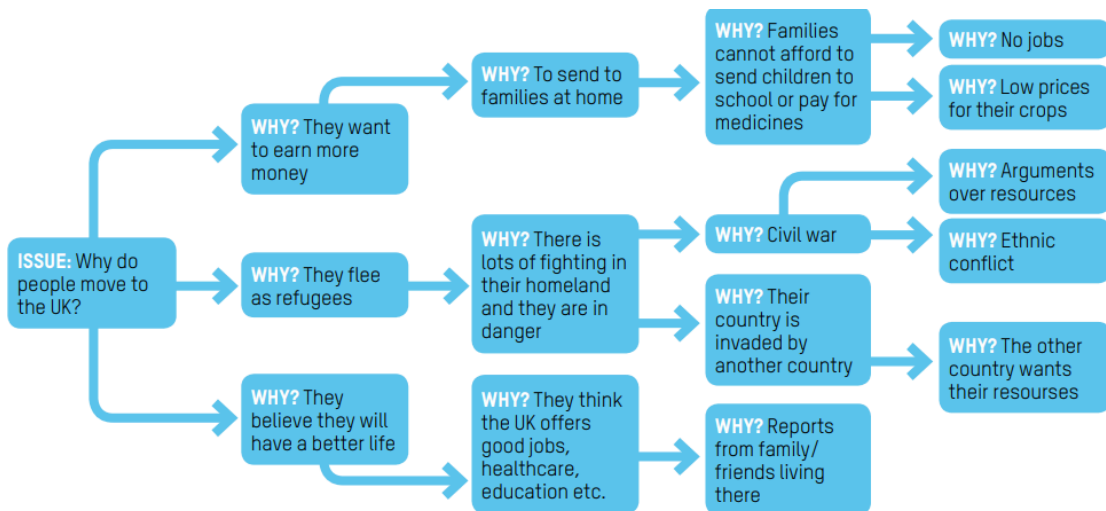 ISSUE: Why do
people move to
the UK?
WHY? They want
to earn more
money
WHY? To send to
families at home
WHY? Families
cannot afford to
send children to
school or pay for
medicines
WHY? No jobs
WHY? Low prices
for their crops
WHY? They flee
as refugees
WHY? There is
lots of fighting in
their homeland
and they are in
danger
WHY? Civil war
WHY? Arguments
over resources
WHY? Ethnic
conflict
WHY? Their
country is
invaded by
another country
WHY? The other
country wants
their resourses
WHY? They
believe they will
have a better life
WHY? They think
the UK offers
good jobs,
healthcare,
education etc.
WHY? Reports
from family/
friends living
there